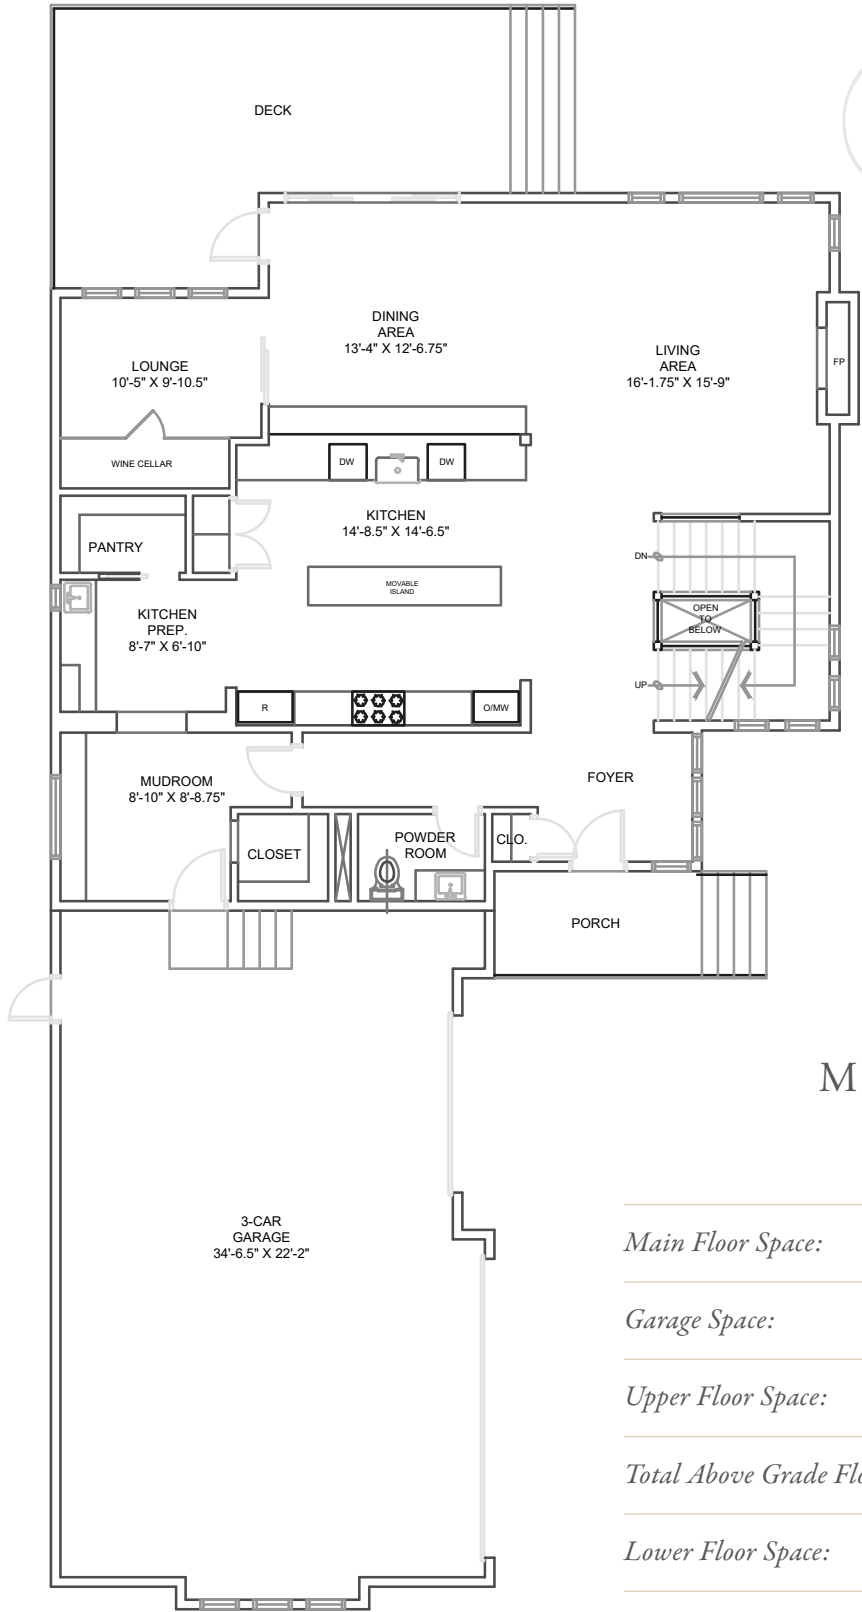 DECK
DINING
AREA
13'-4" X 12'-6.75"
LIVING
AREA
16'-1.75" X 15'-9"
FP
LOUNGE
10'-5" X 9'-10.5"
WINE CELLAR
DW
DW
KITCHEN
14'-8.5" X 14'-6.5"
PANTRY
DN
MOVABLE
ISLAND
OPEN
TO
BELOW
KITCHEN
PREP.
8'-7" X 6'-10"
UP
R
O/MW
MUDROOM
8'-10" X 8'-8.75"
FOYER
CLOSET
POWDER
ROOM
CLO.
PORCH
M
3-CAR
GARAGE
34'-6.5" X 22'-2"
Main Floor Space:
Garage Space:
Upper Floor Space:
Total Above Grade Flo
Lower Floor Space: